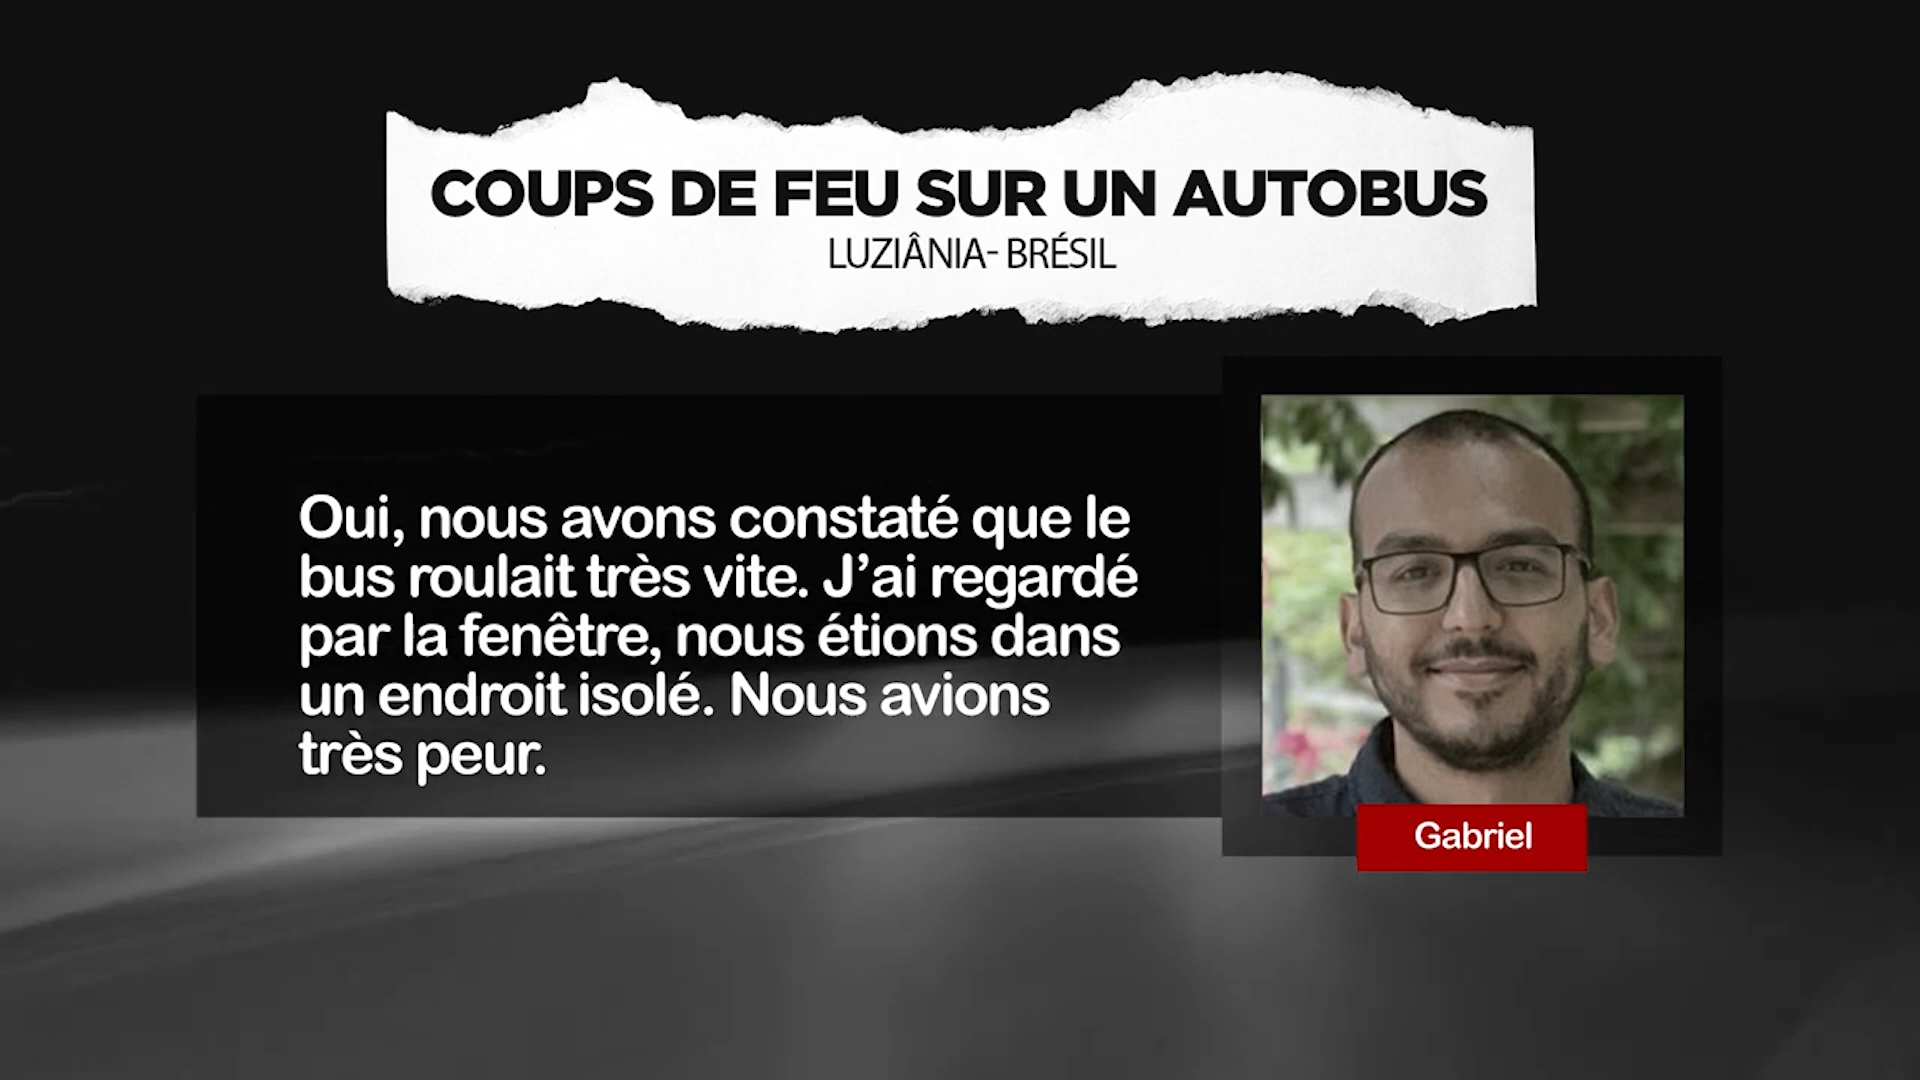 COUPS DE FEU SUR UN AUTOBUS
LUZIÂNIA- BRÉSIL
Oui, nous avons constaté que le
bus roulait très vite. J’ai regardé
par la fenêtre, nous étions dans
un endroit isolé. Nous avions
très peur.
Gabriel